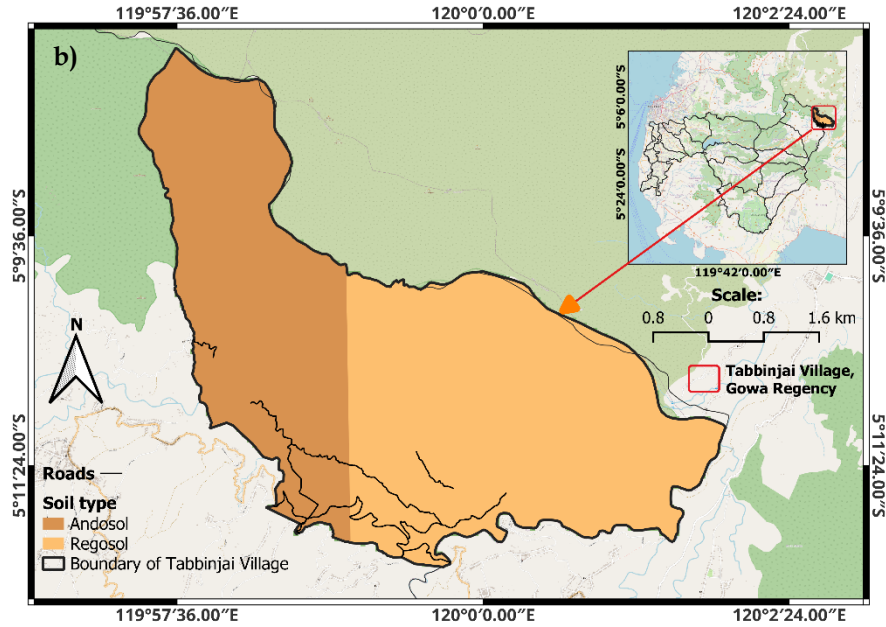 119°57′36.00″E 120°0′0.00″E 120°2′24.00″E
b)
5°6′0.00″S
5°24′0.00″S
119°42′0.00″E
5°9′36.00″S
5°9′36.00″S
Scale:
0.8 0 0.8 1.6 km
N
Tabbinjai Village,
Gowa Regency
5°11′24.00″S
5°11′24.00″S
Roads
Soil type
Andosol
Regosol
Boundary of Tabbinjai Village
119°57′36.00″E 120°0′0.00″E 120°2′24.00″E